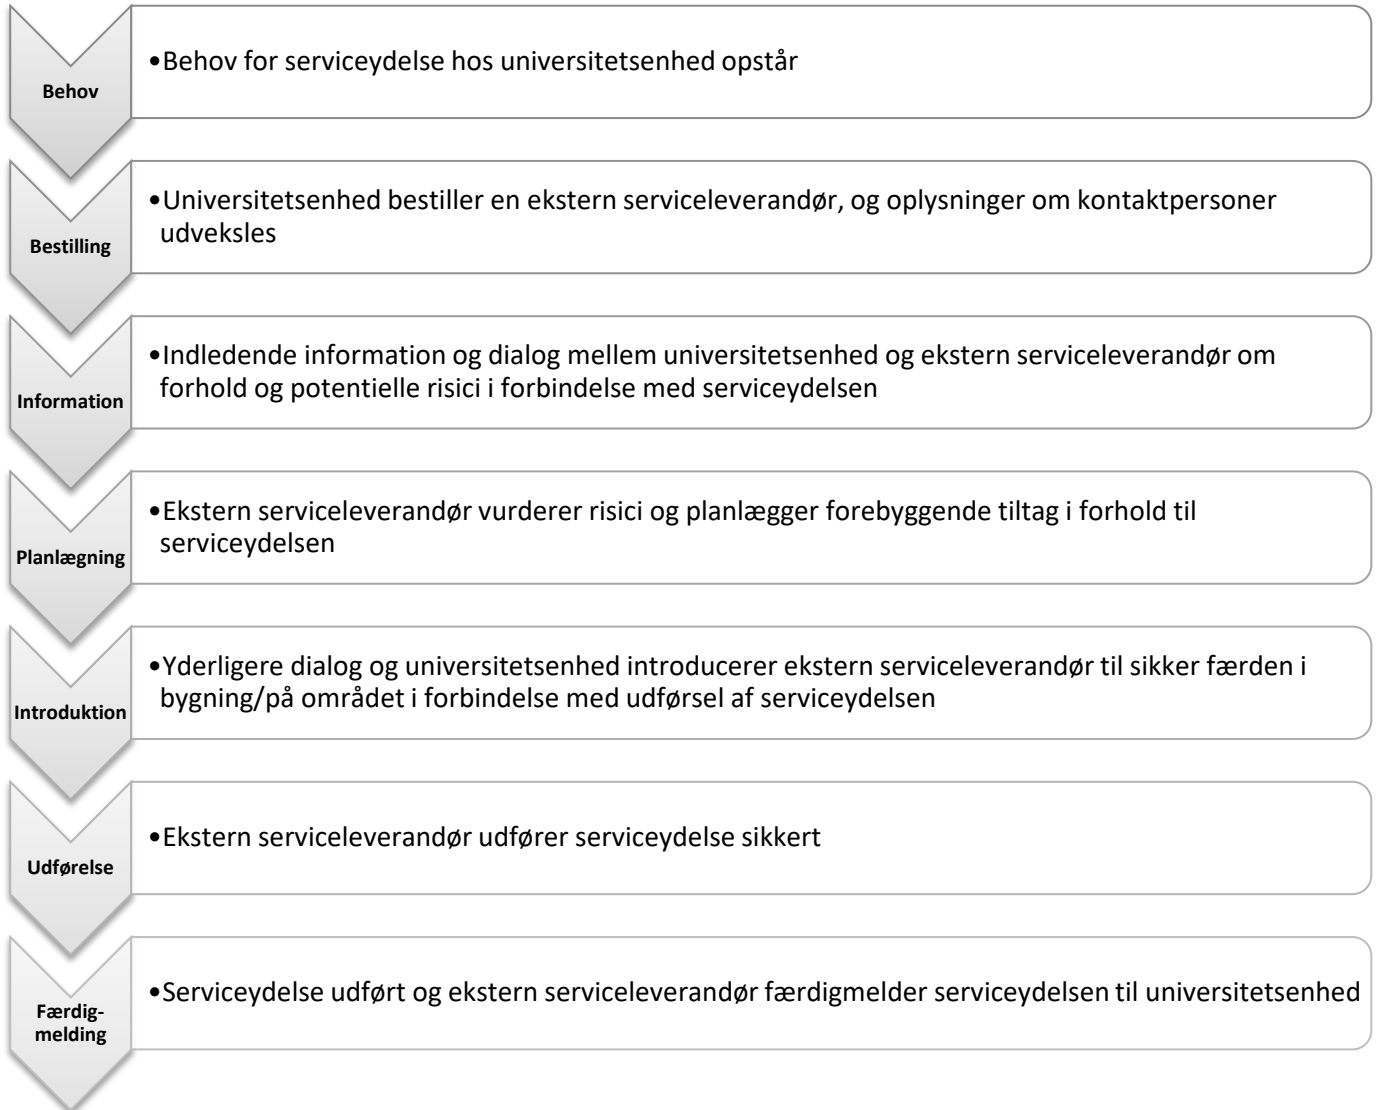 Behov
•Behov for serviceydelse hos universitetsenhed opstår
Bestilling
•Universitetsenhed bestiller en ekstern serviceleverandør, og oplysninger om kontaktpersoner
udveksles
Information
•Indledende information og dialog mellem universitetsenhed og ekstern serviceleverandør om
forhold og potentielle risici i forbindelse med serviceydelsen
Planlægning
•Ekstern serviceleverandør vurderer risici og planlægger forebyggende tiltag i forhold til
serviceydelsen
Introduktion
•Yderligere dialog og universitetsenhed introducerer ekstern serviceleverandør til sikker færden i
bygning/på området i forbindelse med udførsel af serviceydelsen
Udførelse
•Ekstern serviceleverandør udfører serviceydelse sikkert
Færdig-
melding
•Serviceydelse udført og ekstern serviceleverandør færdigmelder serviceydelsen til universitetsenhed